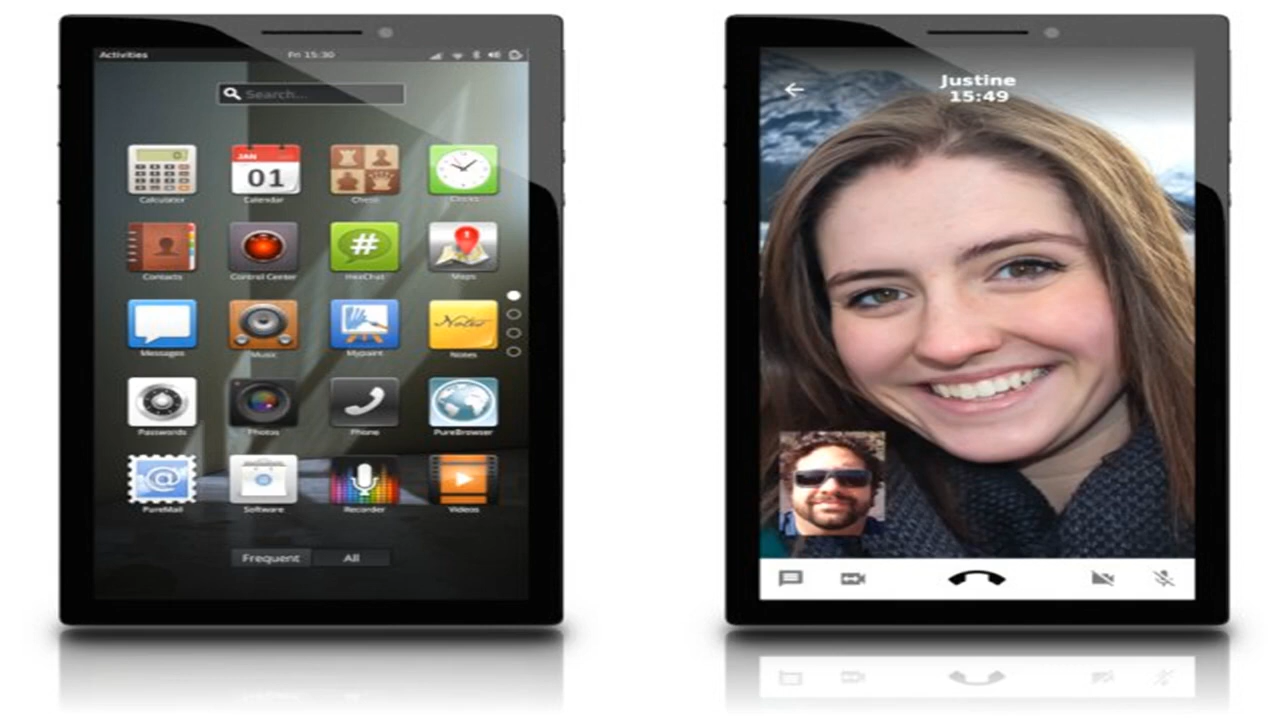 Activities
Fri 15:30
Search...
JAN
01
Calculator
Calendar
Chess
Clocks
Contacts
Control Center
#
HexChat
Maps
Messages
Music
Mypaint
Notes
Notes
Passwords
Photos
Phone
PureBrowser
@
PureMail
Software
Recorder
Videos
Frequent
All
Justine
15:49